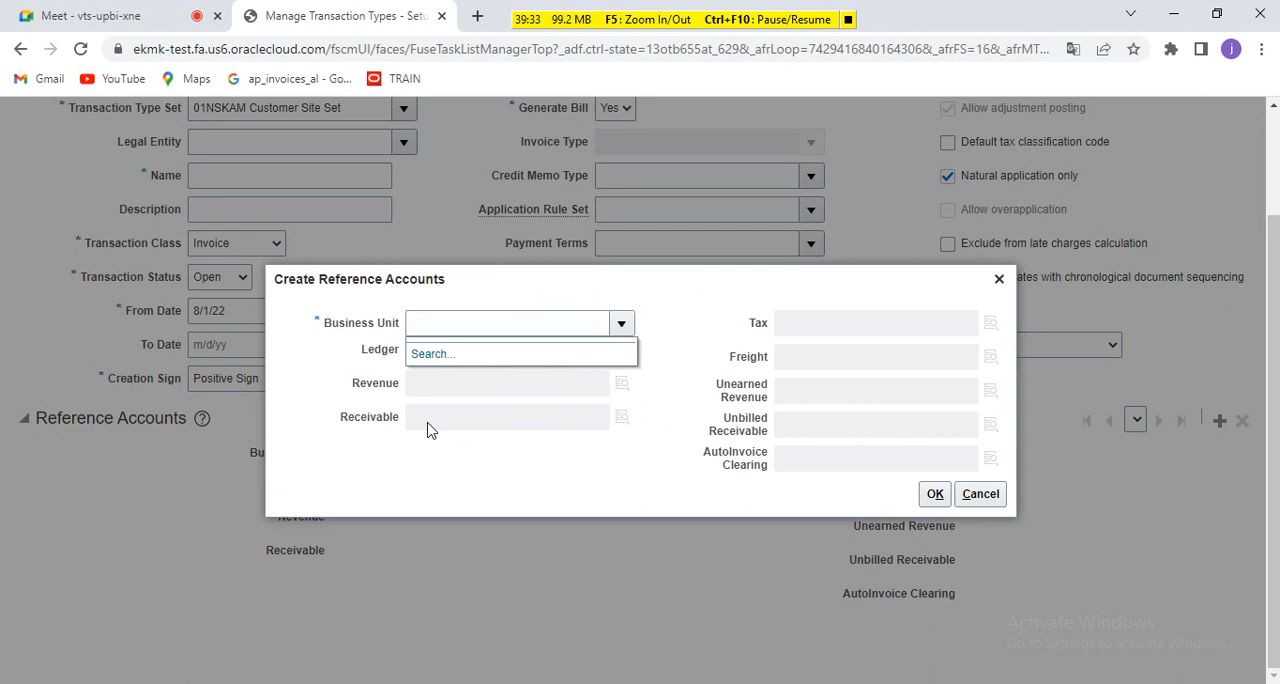 Meet - vts-upbi-xne
Manage Transaction Types - Setu
39:33 99.2 MB F5: Zoom In/Out Ctrl+F10: Pause/Resume
ekmk-test.fa.us6.oraclecloud.com/fscmUI/faces/FuseTaskListManagerTop?_adf.ctrl-state=13otb655at_629&_afrLoop=7429416840164306&_afrFS=16&_afrMT...
j
Gmail YouTube Maps ap_invoices_al - Go... TRAIN
* Transaction Type Set 01NSKAM Customer Site Set * Generate Bill Yes Allow adjustment posting
Legal Entity Invoice Type Default tax classification code
* Name Credit Memo Type Natural application only
Description Application Rule Set Allow overapplication
* Transaction Class Invoice Payment Terms Exclude from late charges calculation
* Transaction Status Open ates with chronological document sequencing
* From Date 8/1/22
To Date m/d/yy
* Creation Sign Positive Sign
Reference Accounts
Create Reference Accounts
* Business Unit Tax
Search...
Ledger Freight
Revenue Unearned Revenue
Receivable Unbilled Receivable
AutoInvoice Clearing
OK Cancel
Bu
Revenue Unearned Revenue
Receivable Unbilled Receivable
AutoInvoice Clearing
Activate Windows
Go to Settings to activate Windows.